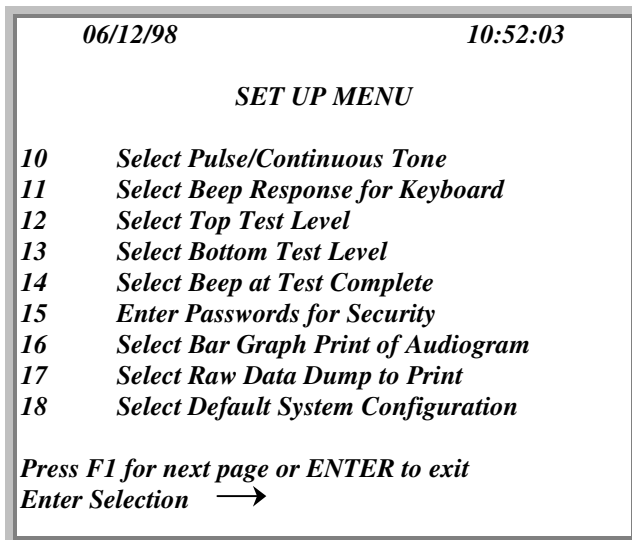 06/12/98 10:52:03
SET UP MENU
10 Select Pulse/Continuous Tone
11 Select Beep Response for Keyboard
12 Select Top Test Level
13 Select Bottom Test Level
14 Select Beep at Test Complete
15 Enter Passwords for Security
16 Select Bar Graph Print of Audiogram
17 Select Raw Data Dump to Print
18 Select Default System Configuration
Press F1 for next page or ENTER to exit
Enter Selection →